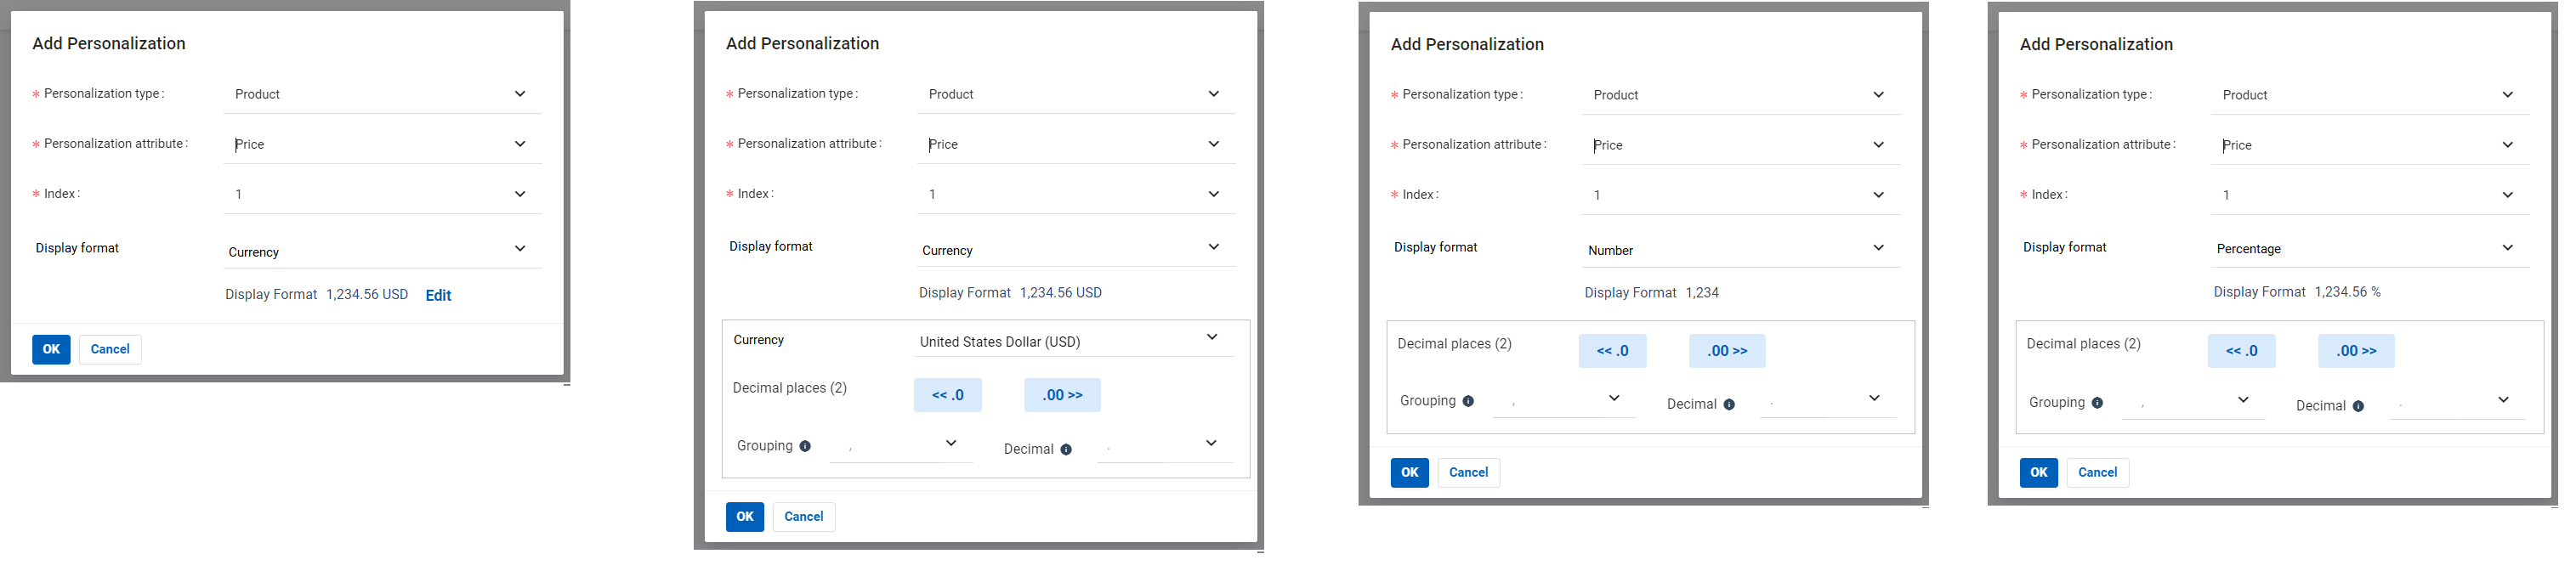 Add Personalization
* Personalization type : Product
* Personalization attribute : Price
* Index : 1
Display format Currency
Display Format 1,234.56 USD Edit
OK Cancel
Add Personalization
* Personalization type : Product
* Personalization attribute : Price
* Index : 1
Display format Currency
Display Format 1,234.56 USD
Currency United States Dollar (USD)
Decimal places (2) << .0 .00 >>
Grouping , Decimal .
OK Cancel
Add Personalization
* Personalization type : Product
* Personalization attribute : Price
* Index : 1
Display format Number
Display Format 1,234
Decimal places (2) << .0 .00 >>
Grouping , Decimal .
OK Cancel
Add Personalization
* Personalization type : Product
* Personalization attribute : Price
* Index : 1
Display format Percentage
Display Format 1,234.56 %
Decimal places (2) << .0 .00 >>
Grouping , Decimal .
OK Cancel